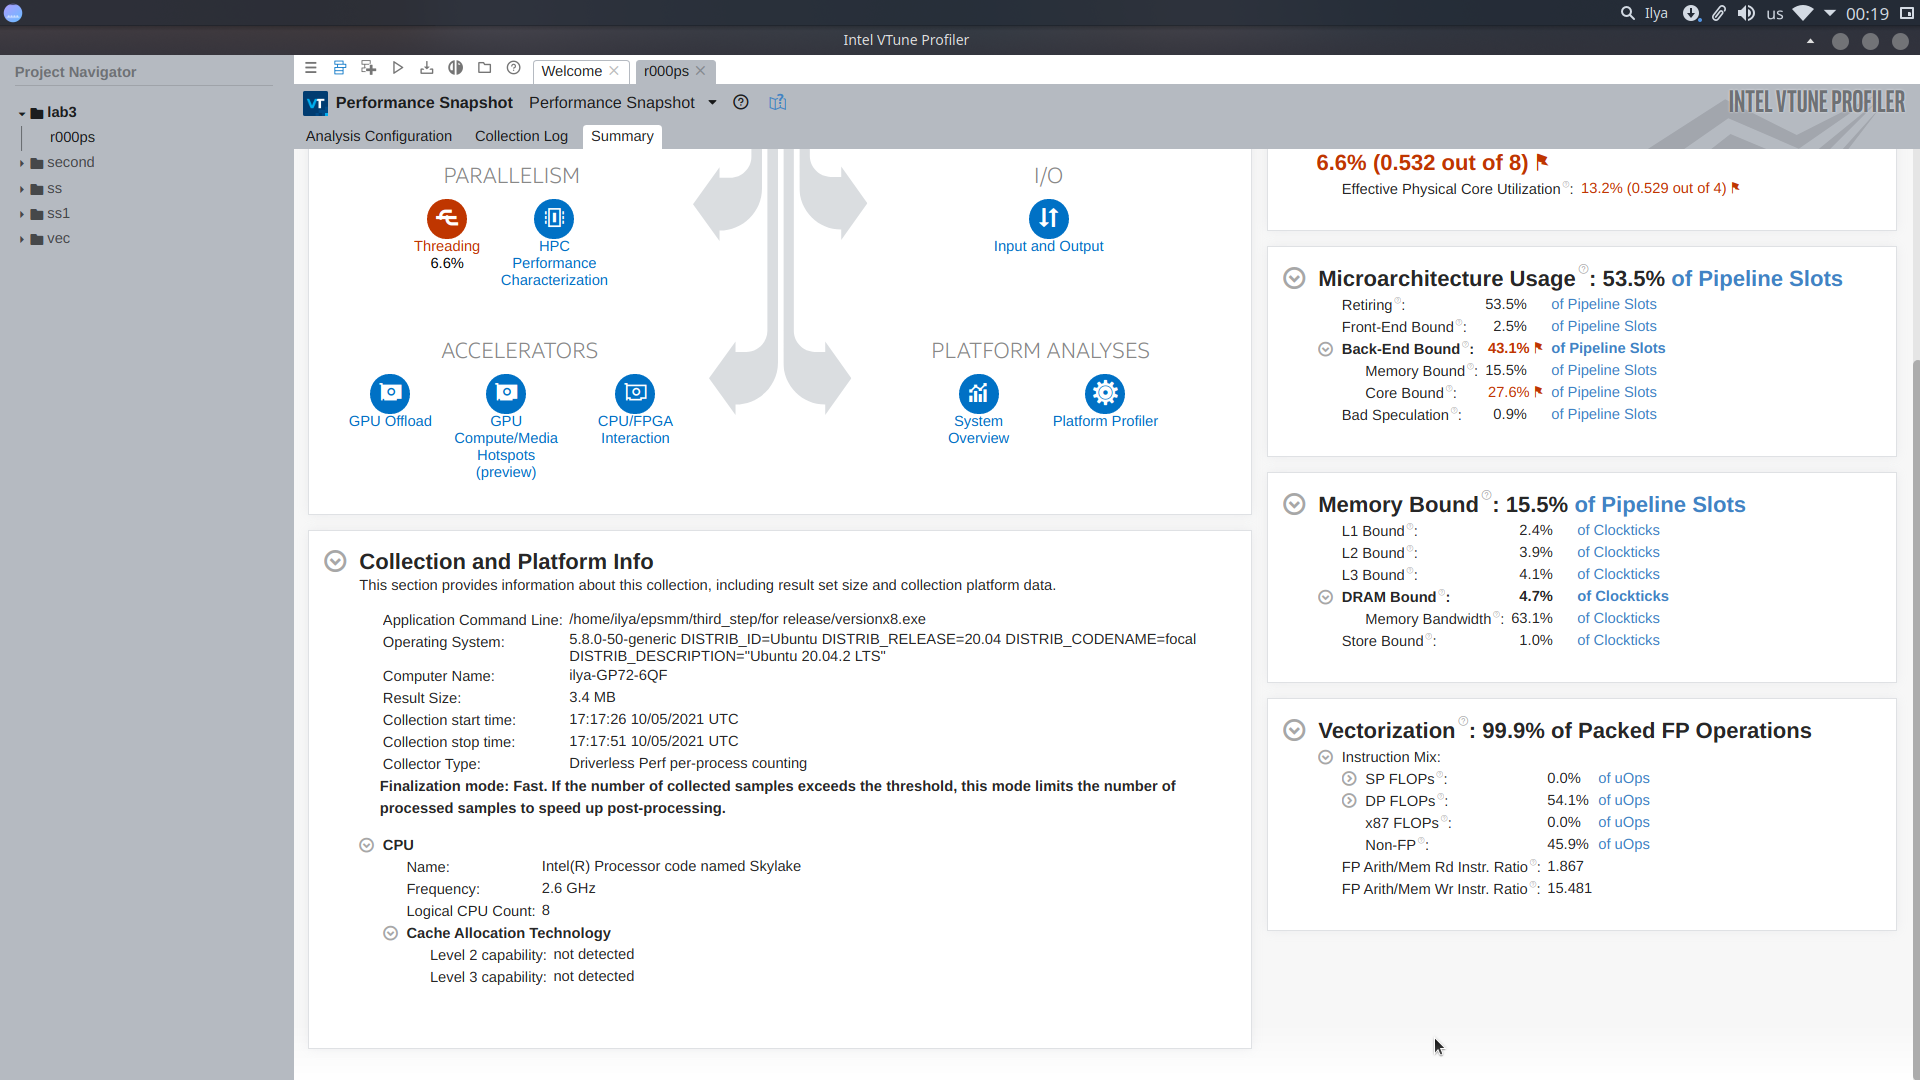 Ilya
us
00:19
Intel VTune Profiler
Project Navigator
lab3
r000ps
second
ss
ss1
vec
Welcome
r000ps
VT
Performance Snapshot Performance Snapshot
INTEL VTUNE PROFILER
Analysis Configuration
Collection Log
Summary
PARALLELISM
Threading
6.6%
HPC
Performance
Characterization
I/O
Input and Output
ACCELERATORS
GPU Offload
GPU
Compute/Media
Hotspots
(preview)
CPU/FPGA
Interaction
PLATFORM ANALYSES
System
Overview
Platform Profiler
Collection and Platform Info
This section provides information about this collection, including result set size and collection platform data.
Application Command Line: /home/ilya/epsmm/third_step/for release/versionx8.exe
Operating System: 5.8.0-50-generic DISTRIB_ID=Ubuntu DISTRIB_RELEASE=20.04 DISTRIB_CODENAME=focal
DISTRIB_DESCRIPTION="Ubuntu 20.04.2 LTS"
Computer Name: ilya-GP72-6QF
Result Size: 3.4 MB
Collection start time: 17:17:26 10/05/2021 UTC
Collection stop time: 17:17:51 10/05/2021 UTC
Collector Type: Driverless Perf per-process counting
Finalization mode: Fast. If the number of collected samples exceeds the threshold, this mode limits the number of
processed samples to speed up post-processing.
CPU
Name: Intel(R) Processor code named Skylake
Frequency: 2.6 GHz
Logical CPU Count: 8
Cache Allocation Technology
Level 2 capability: not detected
Level 3 capability: not detected
6.6% (0.532 out of 8)
Effective Physical Core Utilization: 13.2% (0.529 out of 4)
Microarchitecture Usage: 53.5% of Pipeline Slots
Retiring: 53.5% of Pipeline Slots
Front-End Bound: 2.5% of Pipeline Slots
Back-End Bound: 43.1% of Pipeline Slots
Memory Bound: 15.5% of Pipeline Slots
Core Bound: 27.6% of Pipeline Slots
Bad Speculation: 0.9% of Pipeline Slots
Memory Bound: 15.5% of Pipeline Slots
L1 Bound: 2.4% of Clockticks
L2 Bound: 3.9% of Clockticks
L3 Bound: 4.1% of Clockticks
DRAM Bound: 4.7% of Clockticks
Memory Bandwidth: 63.1% of Clockticks
Store Bound: 1.0% of Clockticks
Vectorization: 99.9% of Packed FP Operations
Instruction Mix:
SP FLOPs: 0.0% of uOps
DP FLOPs: 54.1% of uOps
x87 FLOPs: 0.0% of uOps
Non-FP: 45.9% of uOps
FP Arith/Mem Rd Instr. Ratio: 1.867
FP Arith/Mem Wr Instr. Ratio: 15.481